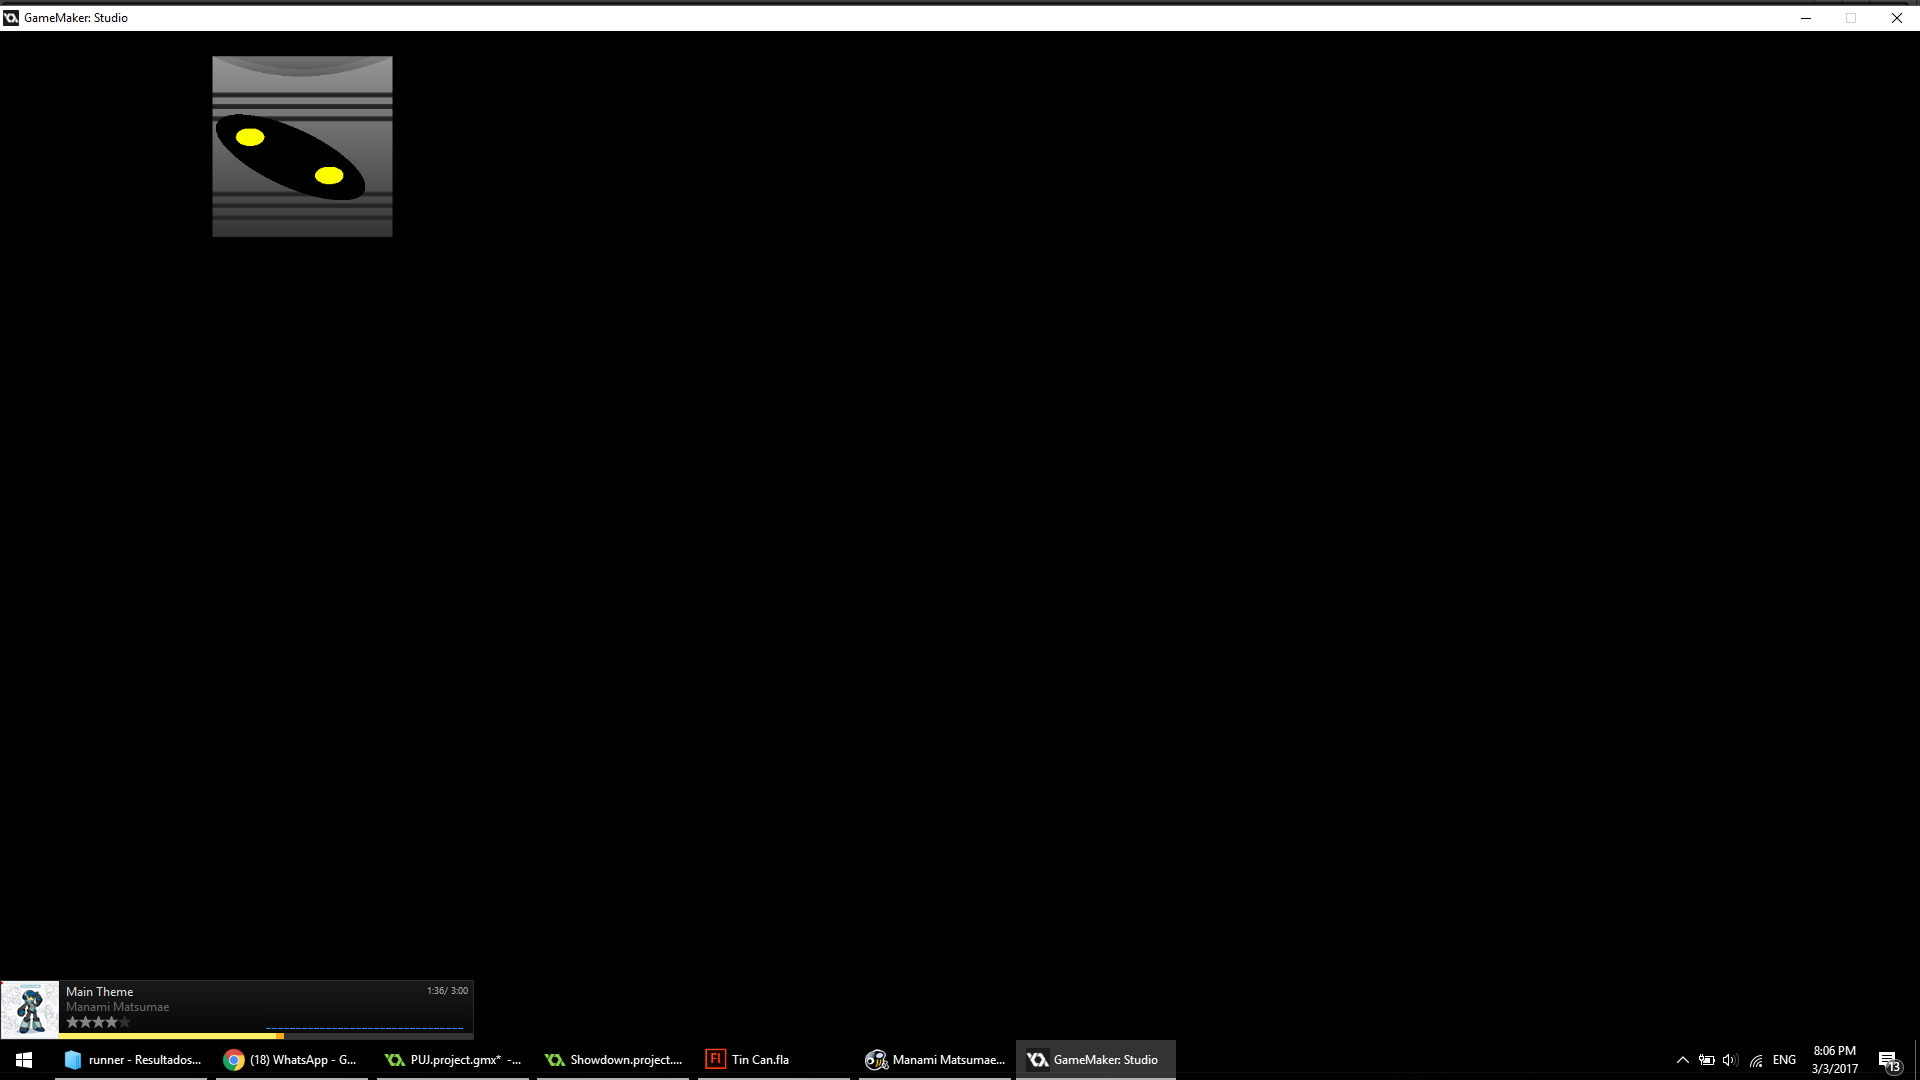 GameMaker: Studio
Main Theme
1:36/ 3:00
Manami Matsumae
runner - Resultados...
(18) WhatsApp - G...
PUJ.project.gmx* -...
Showdown.project....
Fl
Tin Can.fla
Manami Matsumae...
GameMaker: Studio
ENG
8:06 PM
3/3/2017
13